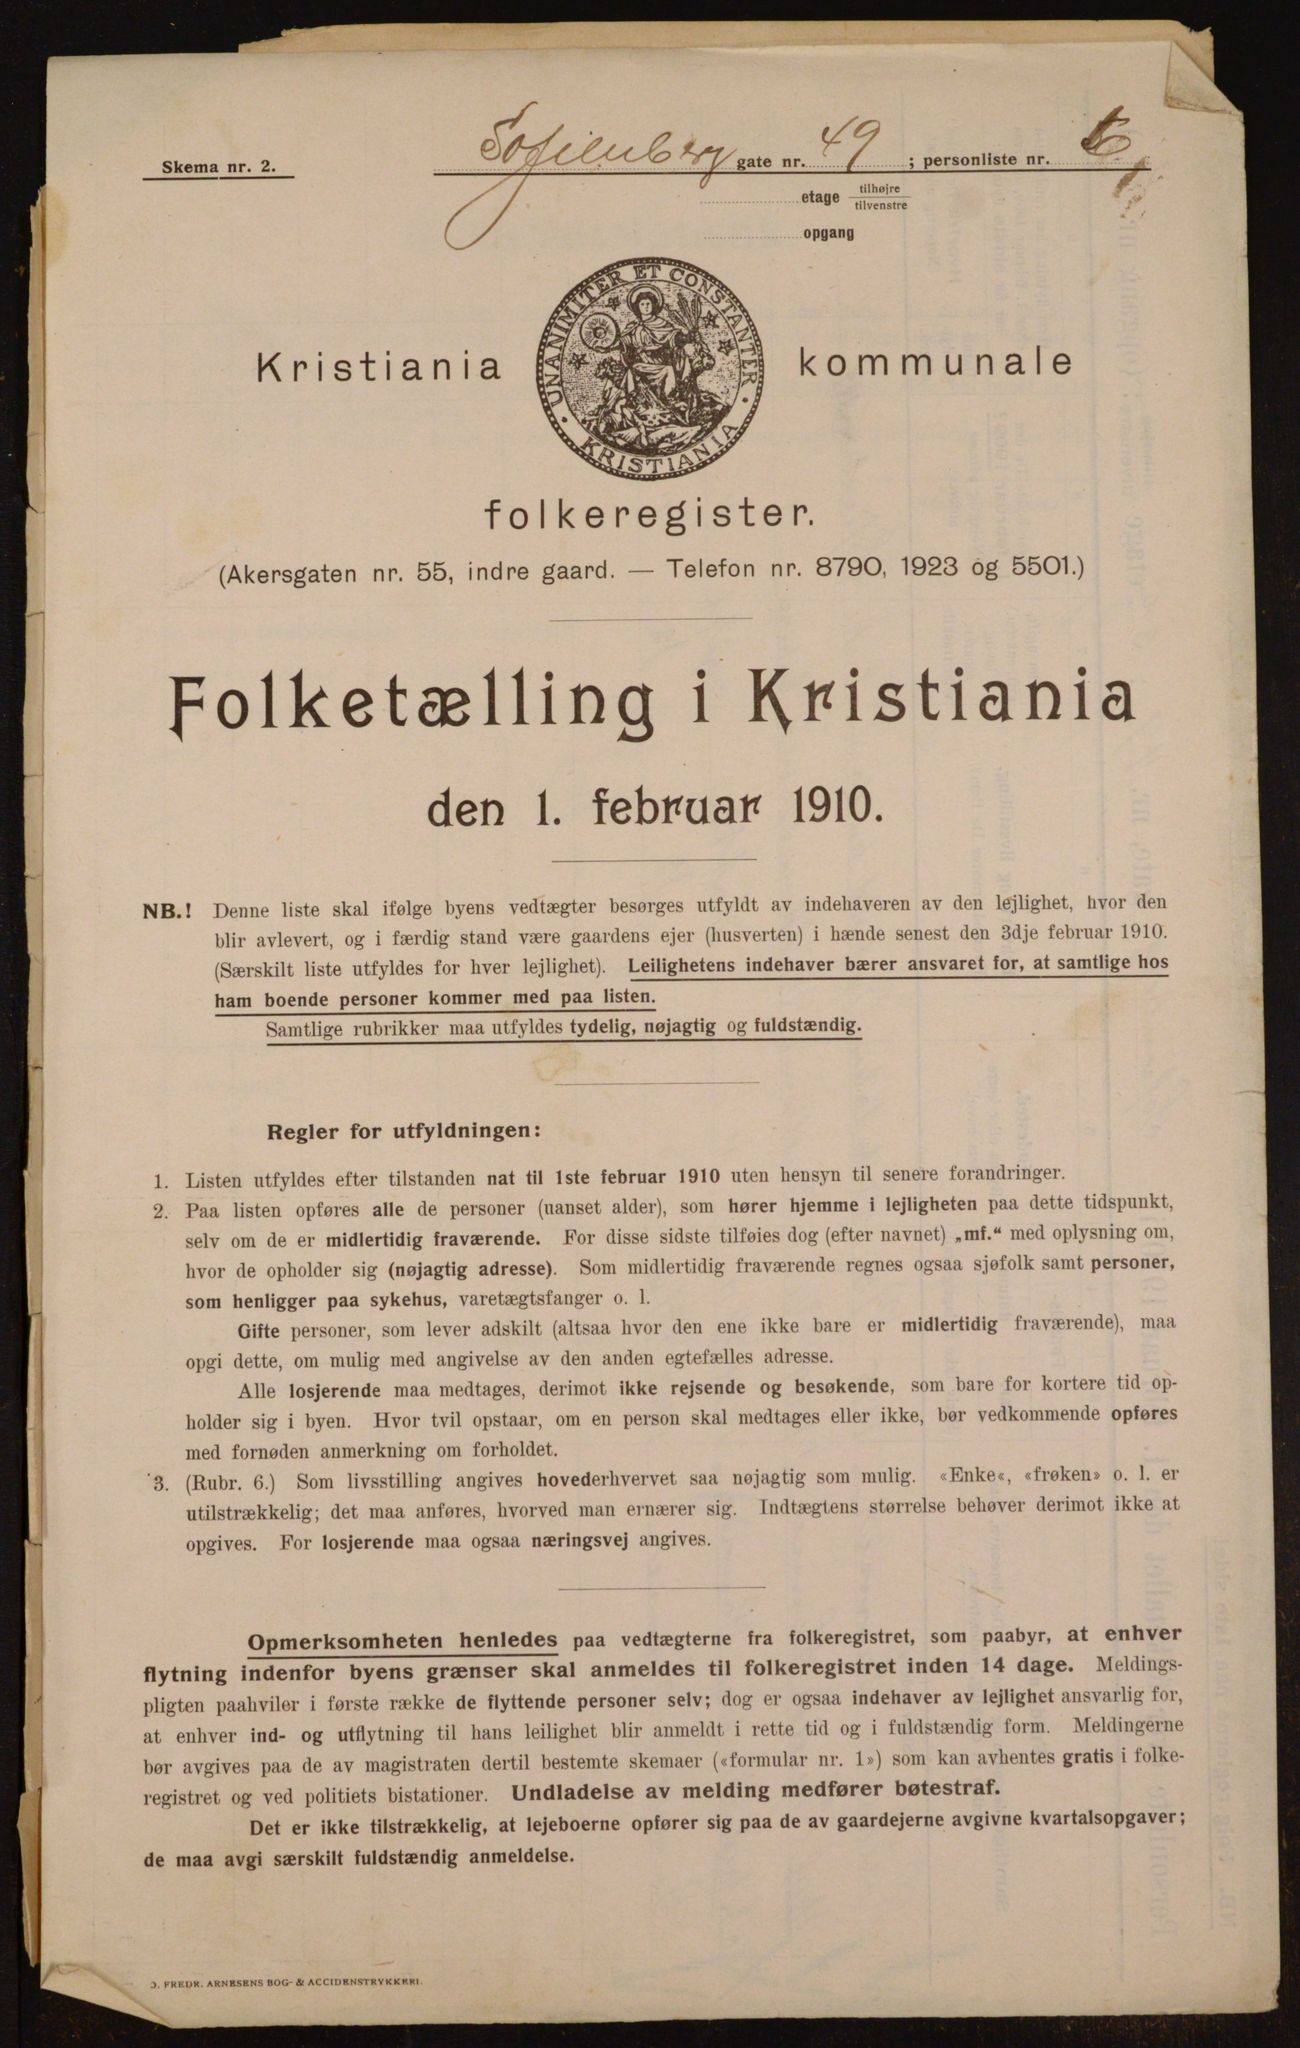 Skema nr. 2.
Sofienberg gate nr. 49 ; personliste nr.
etage tilhøjre
tilvenstre
opgang
UNANIMITER ET CONSTANTER · KRISTIANIA ·
Kristiania kommunale
folkeregister.
(Akersgaten nr. 55, indre gaard. — Telefon nr. 8790, 1923 og 5501.)
Folketælling i Kristiania
den 1. februar 1910.
NB.! Denne liste skal ifølge byens vedtægter besørges utfyldt av indehaveren av den lejlighet, hvor den
blir avlevert, og i færdig stand være gaardens ejer (husverten) i hænde senest den 3dje februar 1910.
(Særskilt liste utfyldes for hver lejlighet). Leilighetens indehaver bærer ansvaret for, at samtlige hos
ham boende personer kommer med paa listen.
Samtlige rubrikker maa utfyldes tydelig, nøjagtig og fuldstændig.
Regler for utfyldningen:
1. Listen utfyldes efter tilstanden nat til 1ste februar 1910 uten hensyn til senere forandringer.
2. Paa listen opføres alle de personer (uanset alder), som hører hjemme i lejligheten paa dette tidspunkt,
selv om de er midlertidig fraværende. For disse sidste tilføies dog (efter navnet) „mf.“ med oplysning om,
hvor de opholder sig (nøjagtig adresse). Som midlertidig fraværende regnes ogsaa sjøfolk samt personer,
som henligger paa sykehus, varetægtsfanger o. l.
Gifte personer, som lever adskilt (altsaa hvor den ene ikke bare er midlertidig fraværende), maa
opgi dette, om mulig med angivelse av den anden egtefælles adresse.
Alle losjerende maa medtages, derimot ikke rejsende og besøkende, som bare for kortere tid op-
holder sig i byen. Hvor tvil opstaar, om en person skal medtages eller ikke, bør vedkommende opføres
med fornøden anmerkning om forholdet.
3. (Rubr. 6.) Som livsstilling angives hovederhvervet saa nøjagtig som mulig. «Enke«, «frøken» o. l. er
utilstrækkelig; det maa anføres, hvorved man ernærer sig. Indtægtens størrelse behøver derimot ikke at
opgives. For losjerende maa ogsaa næringsvej angives.
Opmerksomheten henledes paa vedtægterne fra folkeregistret, som paabyr, at enhver
flytning indenfor byens grænser skal anmeldes til folkeregistret inden 14 dage. Meldings-
pligten paahviler i første række de flyttende personer selv; dog er ogsaa indehaver av lejlighet ansvarlig for,
at enhver ind- og utflytning til hans leilighet blir anmeldt i rette tid og i fuldstændig form. Meldingerne
bør avgives paa de av magistraten dertil bestemte skemaer («formular nr. 1») som kan avhentes gratis i folke-
registret og ved politiets bistationer. Undladelse av melding medfører bøtestraf.
Det er ikke tilstrækkelig, at lejeboerne opfører sig paa de av gaardejerne avgivne kvartalsopgaver;
de maa avgi særskilt fuldstændig anmeldelse.
O. FREDR. ARNESENS BOG- & ACCIDENSTRYKKERI.